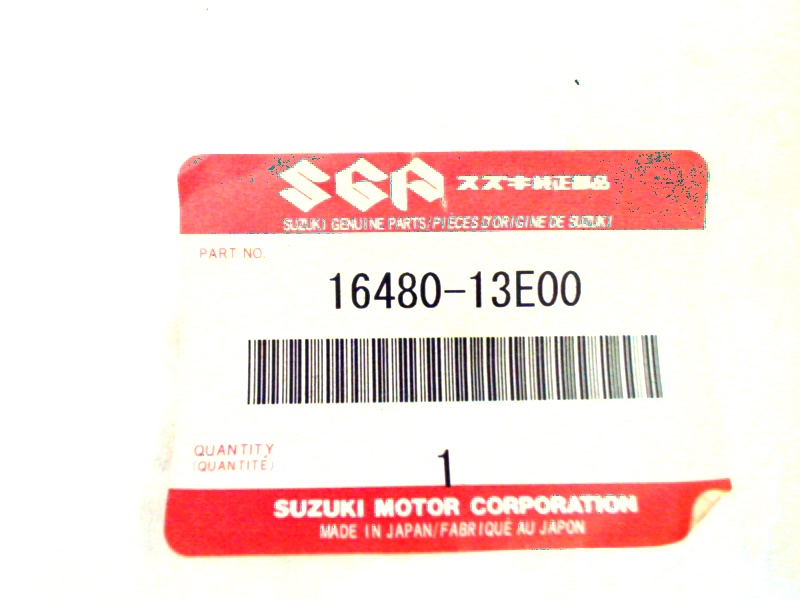 SGP スズキ純正部品
SUZUKI GENUINE PARTS/PIÈCES D'ORIGINE DE SUZUKI
PART NO.
16480-13E00
QUANTITY
(QUANTITÉ)
1
SUZUKI MOTOR CORPORATION
MADE IN JAPAN/FABRIQUÉ AU JAPON